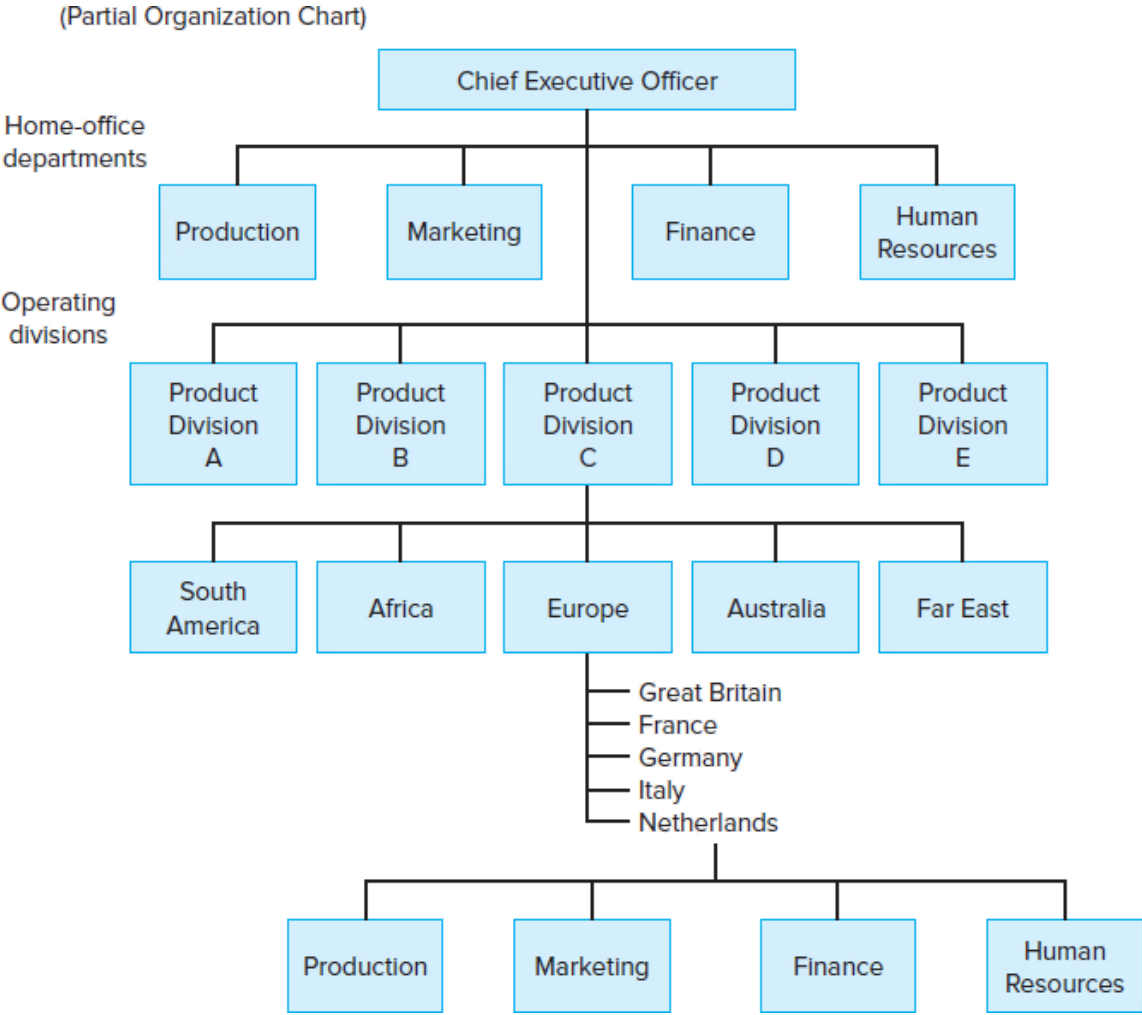 (Partial Organization Chart)
Chief Executive Officer
Home-office
departments
Production
Marketing
Finance
Human
Resources
Operating
divisions
Product
Division
A
Product
Division
B
Product
Division
C
Product
Division
D
Product
Division
E
South
America
Africa
Europe
Australia
Far East
Great Britain
France
Germany
Italy
Netherlands
Production
Marketing
Finance
Human
Resources